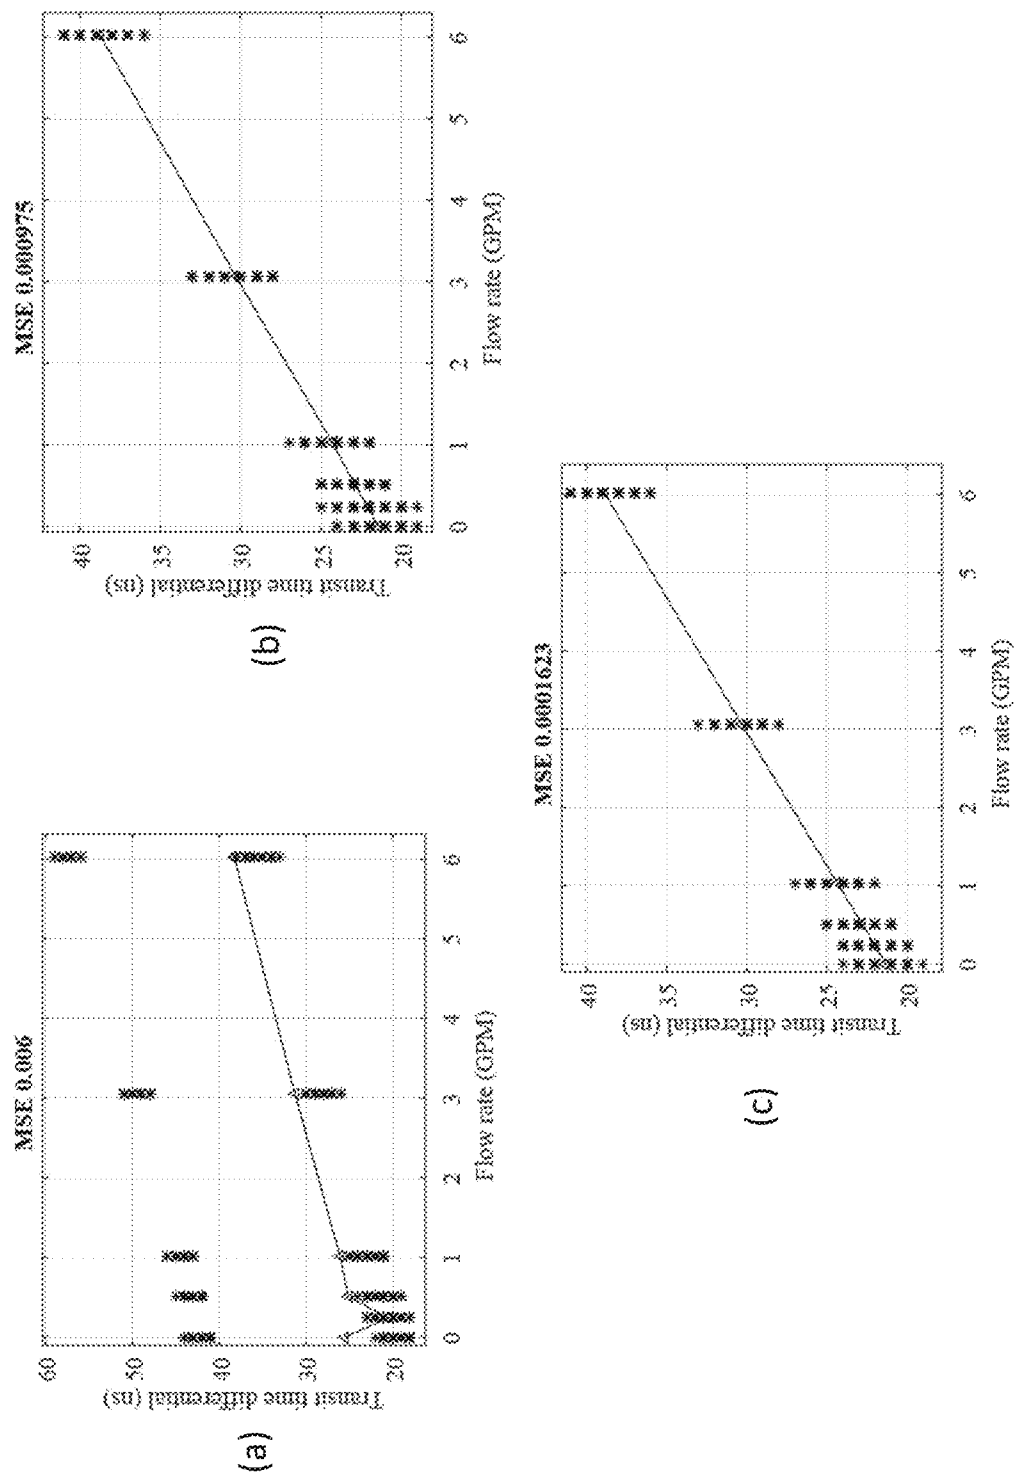 (a)
MSE 0.006
Transit time differential (ns)
60
50
40
30
20
0 1 2 3 4 5 6
Flow rate (GPM)
(b)
MSE 0.000975
Transit time differential (ns)
40
35
30
25
20
0 1 2 3 4 5 6
Flow rate (GPM)
(c)
MSE 0.0001623
Transit time differential (ns)
40
35
30
25
20
0 1 2 3 4 5 6
Flow rate (GPM)